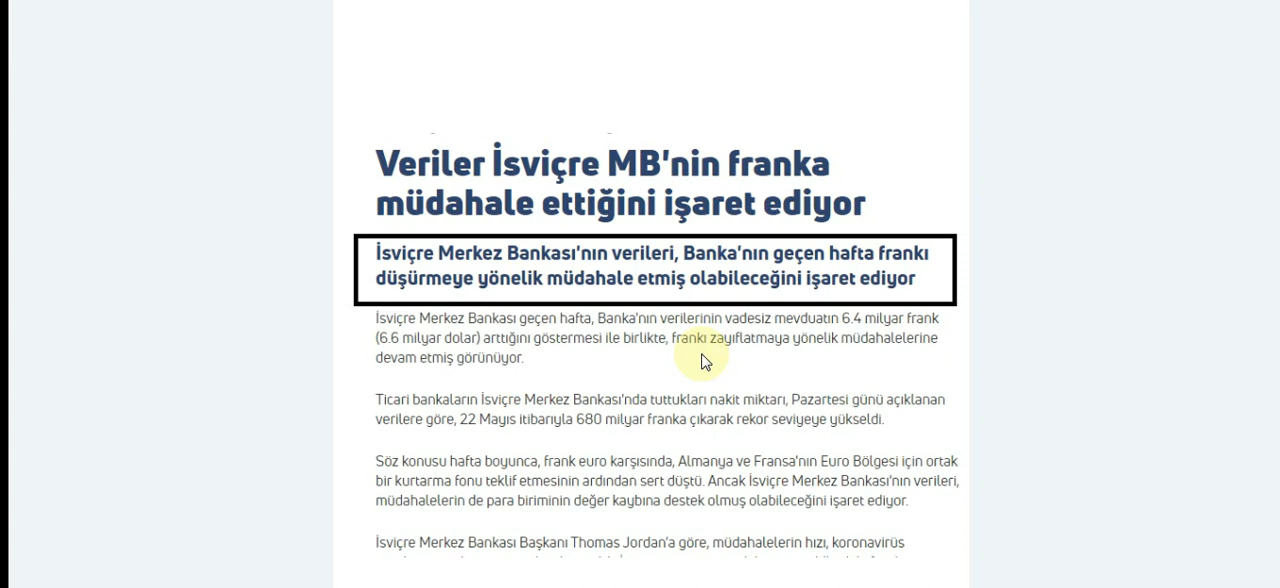 Veriler İsviçre MB'nin franka
müdahale ettiğini işaret ediyor
İsviçre Merkez Bankası'nın verileri, Banka'nın geçen hafta frankı
düşürmeye yönelik müdahale etmiş olabileceğini işaret ediyor
İsviçre Merkez Bankası geçen hafta, Banka'nın verilerinin vadesiz mevduatın 6.4 milyar frank
(6.6 milyar dolar) arttığını göstermesi ile birlikte, frankı zayıflatmaya yönelik müdahalelerine
devam etmiş görünüyor.
Ticari bankaların İsviçre Merkez Bankası'nda tuttukları nakit miktarı, Pazartesi günü açıklanan
verilere göre, 22 Mayıs itibarıyla 680 milyar franka çıkarak rekor seviyeye yükseldi.
Söz konusu hafta boyunca, frank euro karşısında, Almanya ve Fransa'nın Euro Bölgesi için ortak
bir kurtarma fonu teklif etmesinin ardından sert düştü. Ancak İsviçre Merkez Bankası'nın verileri,
müdahalelerin de para biriminin değer kaybına destek olmuş olabileceğini işaret ediyor.
İsviçre Merkez Bankası Başkanı Thomas Jordan'a göre, müdahalelerin hızı, koronavirüs